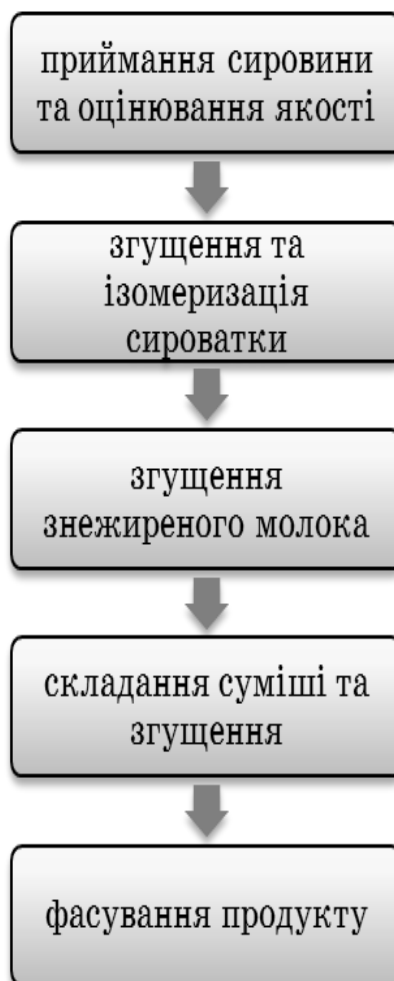 приймання сировини
та оцінювання якості
згущення та
ізомеризація
сироватки
згущення
знежиреного молока
складання суміші та
згущення
фасування продукту